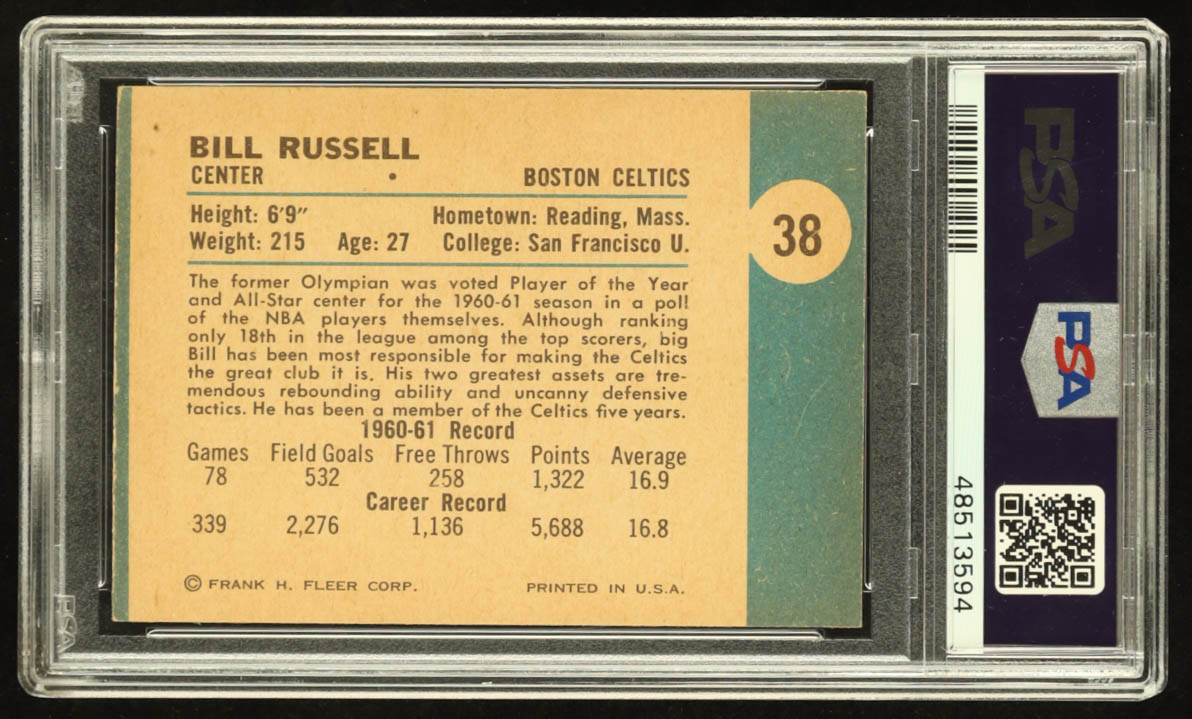 BILL RUSSELL
CENTER • BOSTON CELTICS
Height: 6'9" Hometown: Reading, Mass.
Weight: 215 Age: 27 College: San Francisco U.
38
The former Olympian was voted Player of the Year
and All-Star center for the 1960-61 season in a poll
of the NBA players themselves. Although ranking
only 18th in the league among the top scorers, big
Bill has been most responsible for making the Celtics
the great club it is. His two greatest assets are tre-
mendous rebounding ability and uncanny defensive
tactics. He has been a member of the Celtics five years.
1960-61 Record
Games Field Goals Free Throws Points Average
78 532 258 1,322 16.9
Career Record
339 2,276 1,136 5,688 16.8
© FRANK H. FLEER CORP. PRINTED IN U.S.A.
PSA
PSA
48513594
PSA